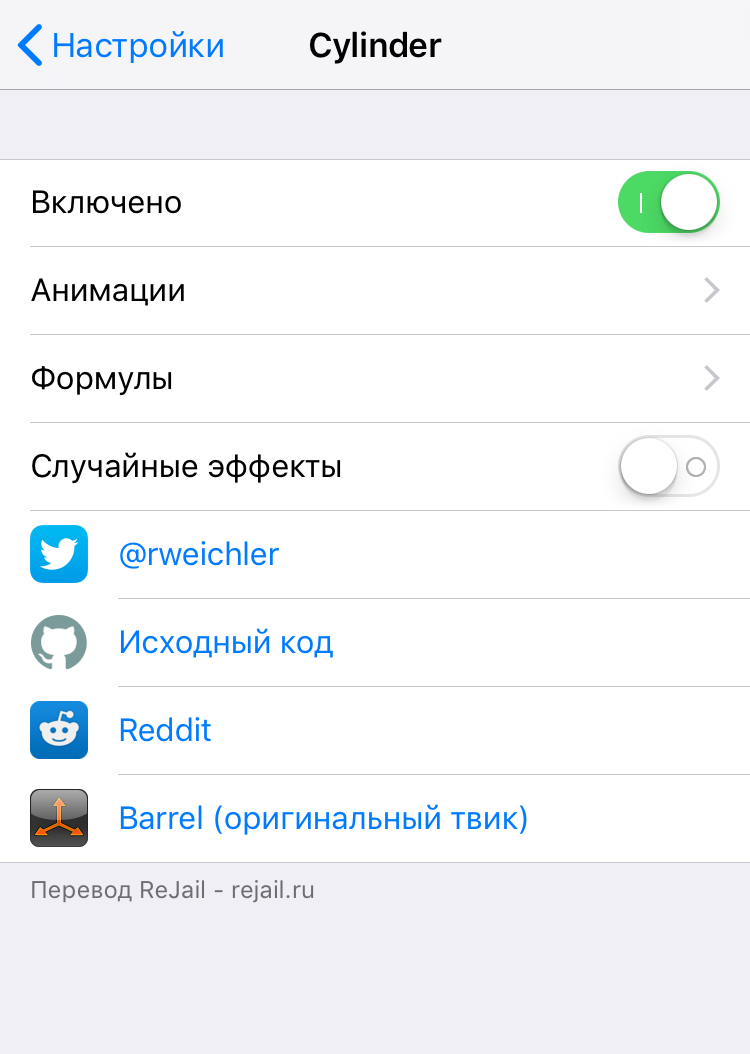 Настройки
Cylinder
Включено
Анимации
Формулы
Случайные эффекты
@rweichler
Исходный код
Reddit
Barrel (оригинальный твик)
Перевод ReJail - rejail.ru